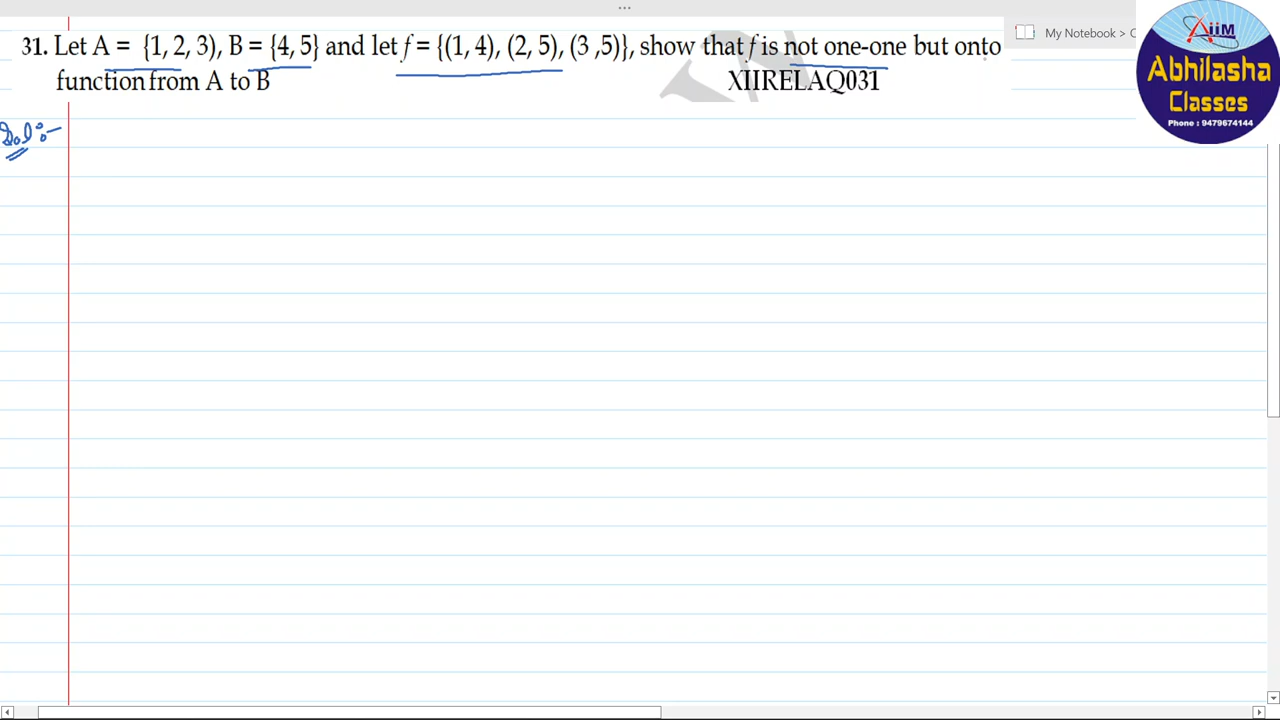 31. Let A = {1, 2, 3), B = {4, 5} and let f = {(1, 4), (2, 5), (3 ,5)}, show that f is not one-one but onto
function from A to B XIIRELAQ031
Sol:-
My Notebook > C
AiiM
Abhilasha
Classes
Phone : 9479674144